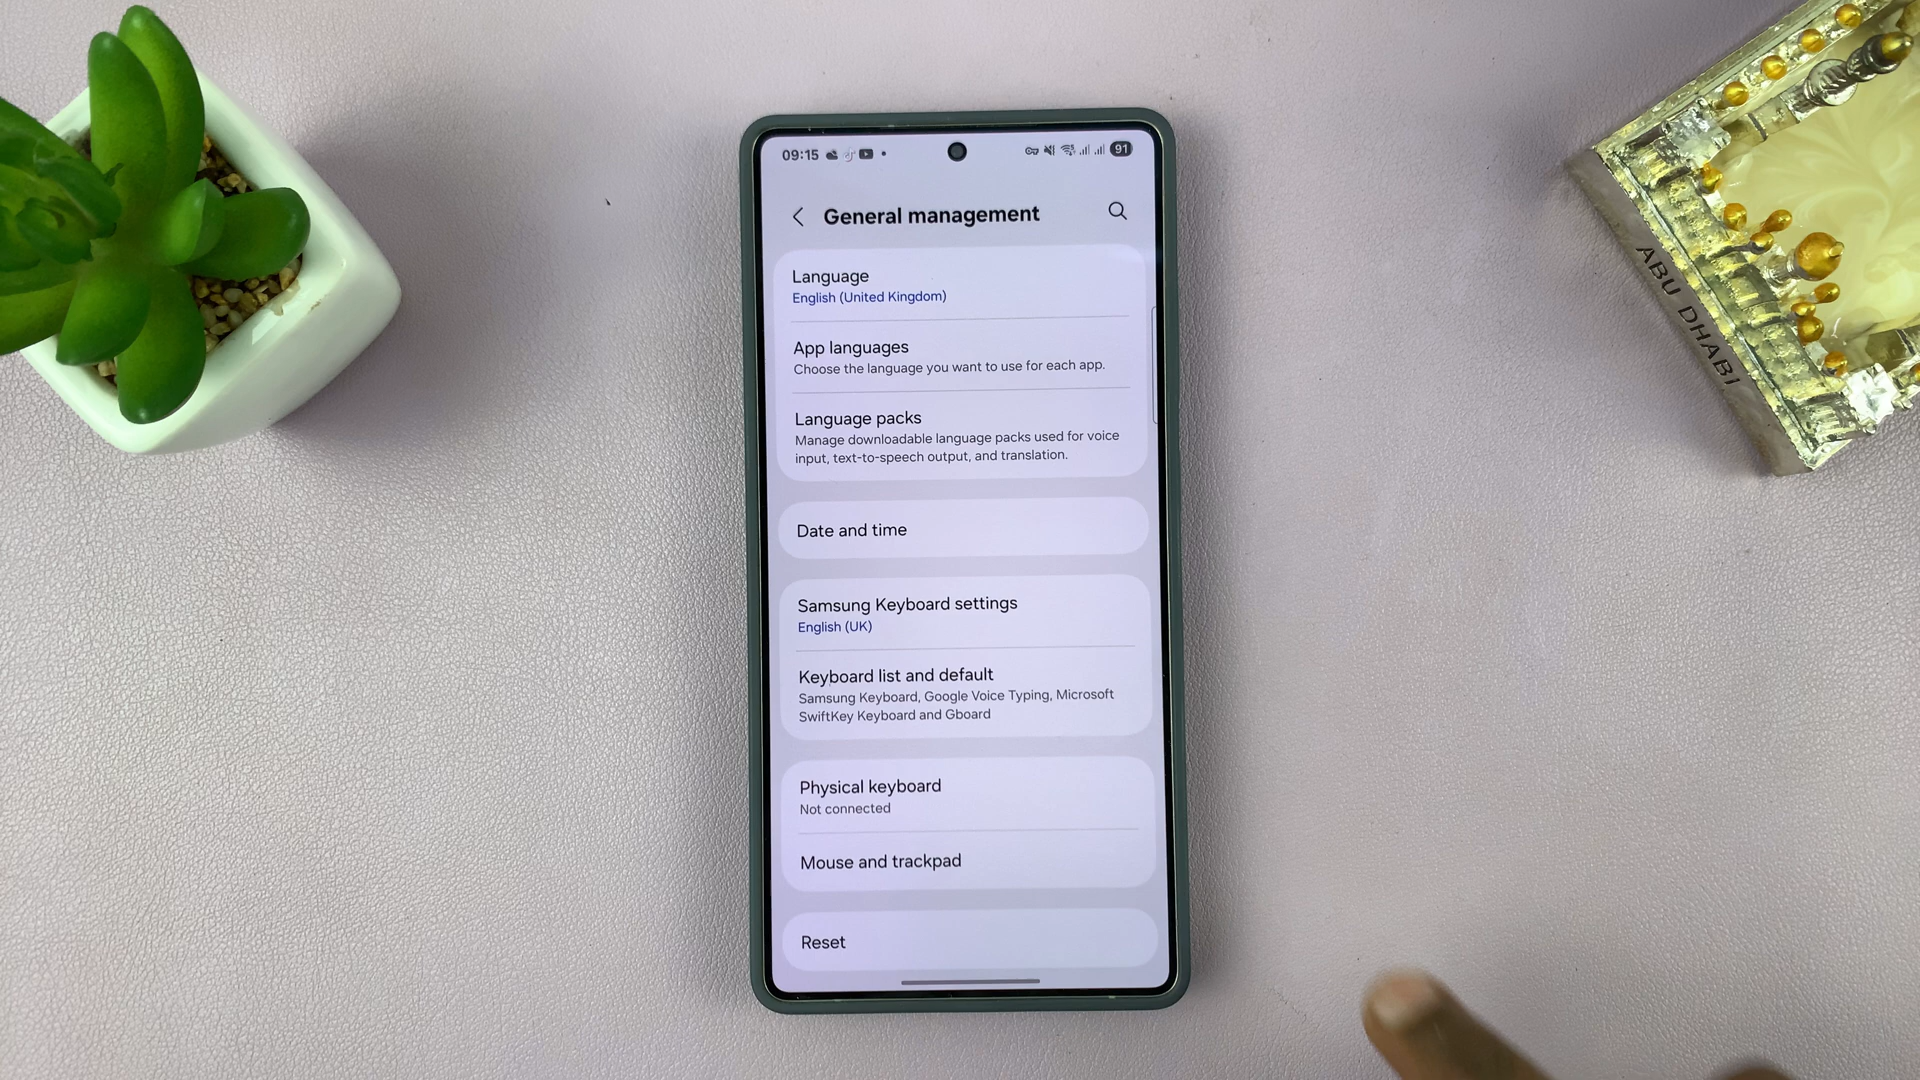 09:15
91
General management
Language
English (United Kingdom)
App languages
Choose the language you want to use for each app.
Language packs
Manage downloadable language packs used for voice
input, text-to-speech output, and translation.
Date and time
Samsung Keyboard settings
English (UK)
Keyboard list and default
Samsung Keyboard, Google Voice Typing, Microsoft
SwiftKey Keyboard and Gboard
Physical keyboard
Not connected
Mouse and trackpad
Reset
ABU DHABI